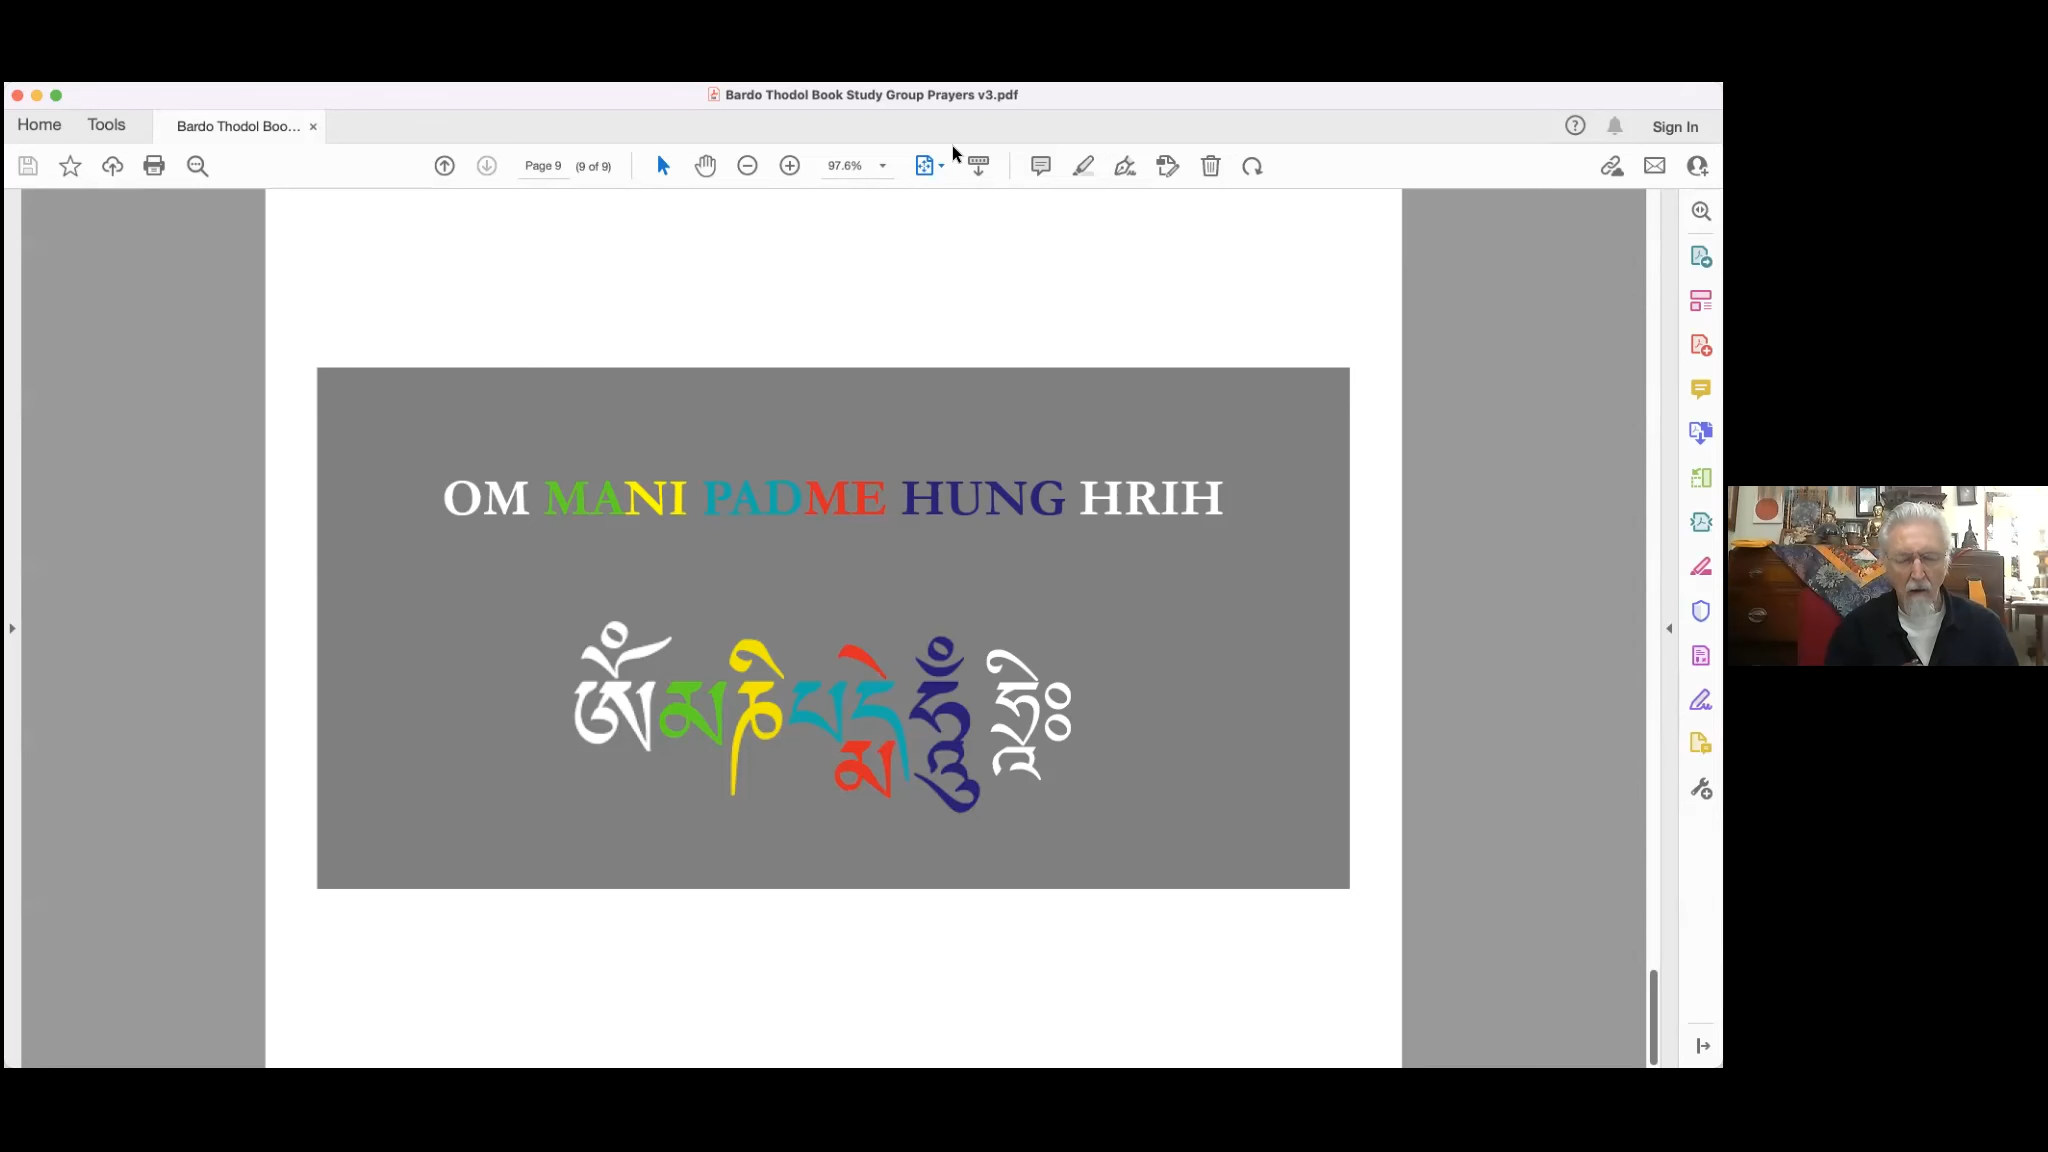 Bardo Thodol Book Study Group Prayers v3.pdf
Home Tools Bardo Thodol Boo... × Sign In
Page 9 (9 of 9) 97.6%
OM MANI PADME HUNG HRIH
ༀམཎིཔདྨེཧཱུྃཧྲཱིཿ